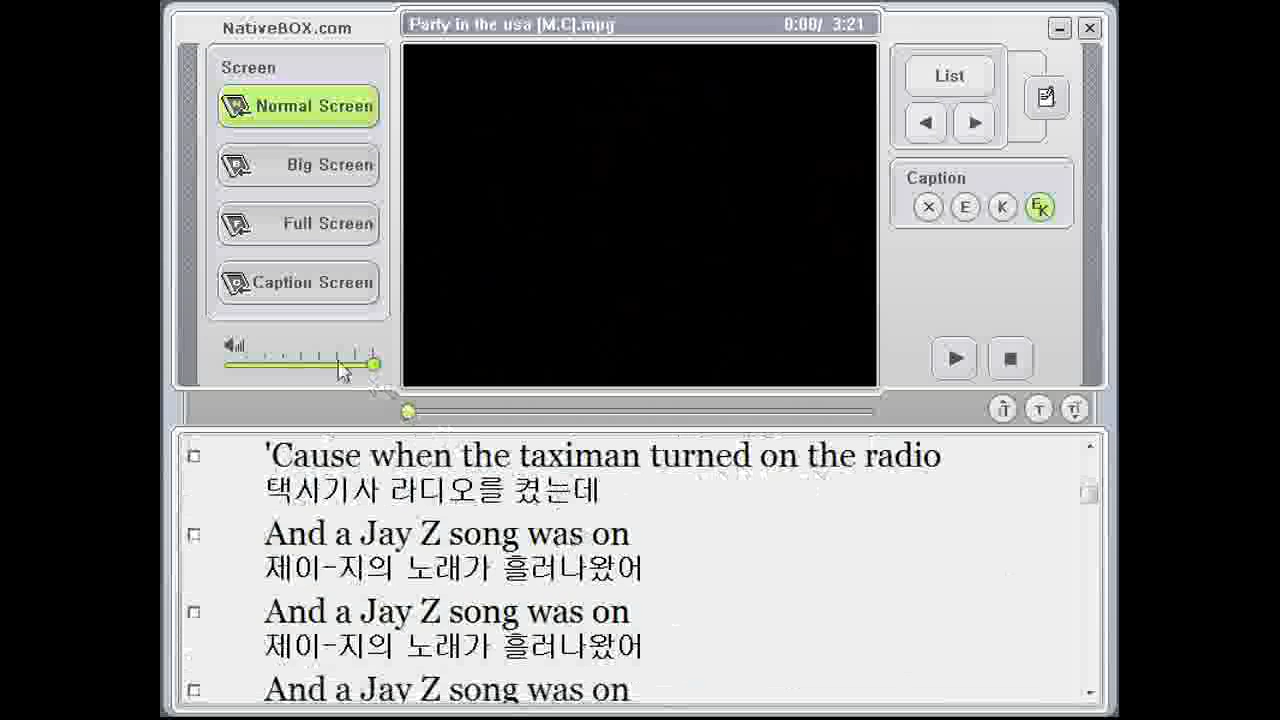 NativeBOX.com
Party in the usa [M.C].mpg 0:00/ 3:21
Screen
Normal Screen
Big Screen
Full Screen
Caption Screen
List
Caption
X E K EK
'Cause when the taximan turned on the radio
택시기사 라디오를 켰는데
And a Jay Z song was on
제이-지의 노래가 흘러나왔어
And a Jay Z song was on
제이-지의 노래가 흘러나왔어
And a Jay Z song was on